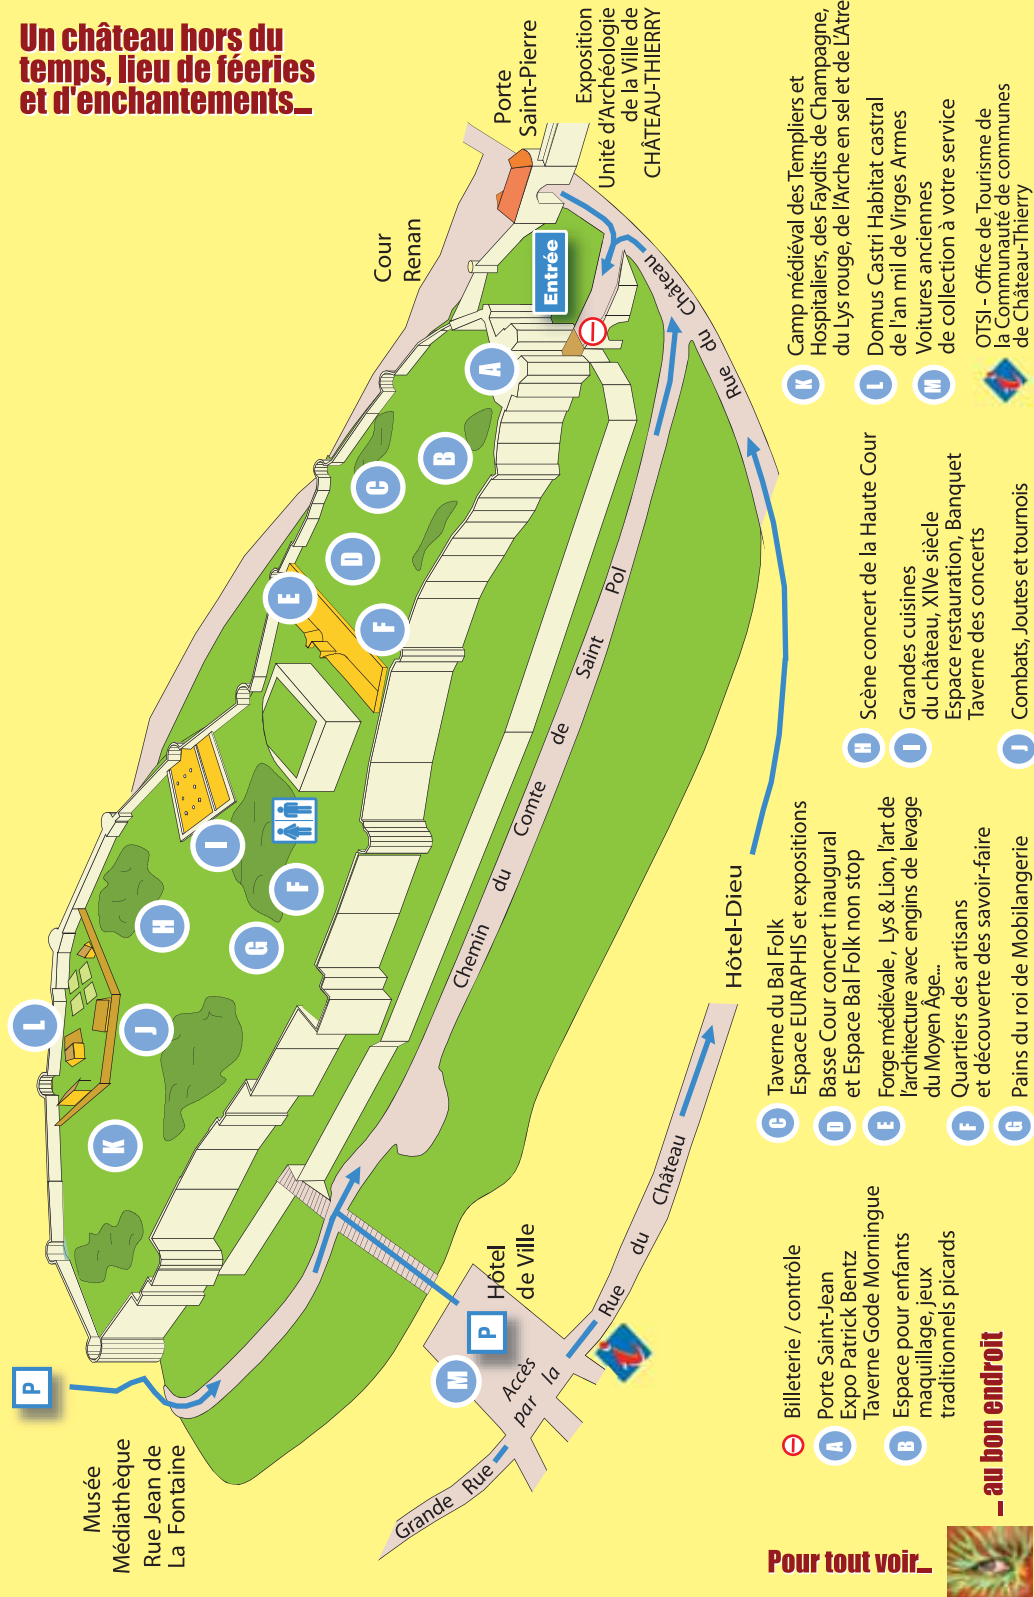 Un château hors du
temps, lieu de féeries
et d'enchantements...
Porte
Saint-Pierre
Exposition
Unité d'Archéologie
de la Ville de
CHÂTEAU-THIERRY
Cour
Renan
Entrée
A
B
C
D
E
F
I
F
H
G
L
J
K
M
P
P
Musée
Médiathèque
Rue Jean de
La Fontaine
Chemin du Comte de Saint Pol
Rue du Château
Hôtel-Dieu
Hôtel
de Ville
Accès
par la
Rue du Château
Grande Rue
Billeterie / contrôle
A Porte Saint-Jean
Expo Patrick Bentz
Taverne Gode Morningue
B Espace pour enfants
maquillage, jeux
traditionnels picards
C Taverne du Bal Folk
Espace EURAPHIS et expositions
D Basse Cour concert inaugural
et Espace Bal Folk non stop
E Forge médiévale, Lys & Lion, l'art de
l'architecture avec engins de levage
du Moyen Âge...
F Quartiers des artisans
et découverte des savoir-faire
G Pains du roi de Mobilangerie
H Scène concert de la Haute Cour
I Grandes cuisines
du château, XIVe siècle
Espace restauration, Banquet
Taverne des concerts
J Combats, Joutes et tournois
K Camp médiéval des Templiers et
Hospitaliers, des Faydits de Champagne,
du Lys rouge, de l'Arche en sel et de L'Atre
L Domus Castri Habitat castral
de l'an mil de Virges Armes
M Voitures anciennes
de collection à votre service
i OTSI - Office de Tourisme de
la Communauté de communes
de Château-Thierry
Pour tout voir...
... au bon endroit